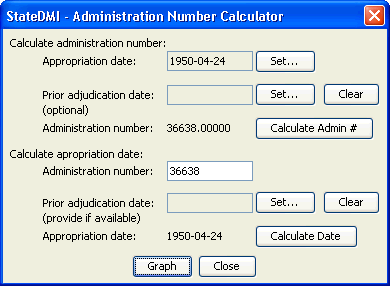 StateDMI - Administration Number Calculator
Calculate administration number:
Appropriation date: 1950-04-24 Set...
Prior adjudication date: Set... Clear
(optional)
Administration number: 36638.00000 Calculate Admin #
Calculate apropriation date:
Administration number: 36638
Prior adjudication date: Set... Clear
(provide if available)
Appropriation date: 1950-04-24 Calculate Date
Graph Close